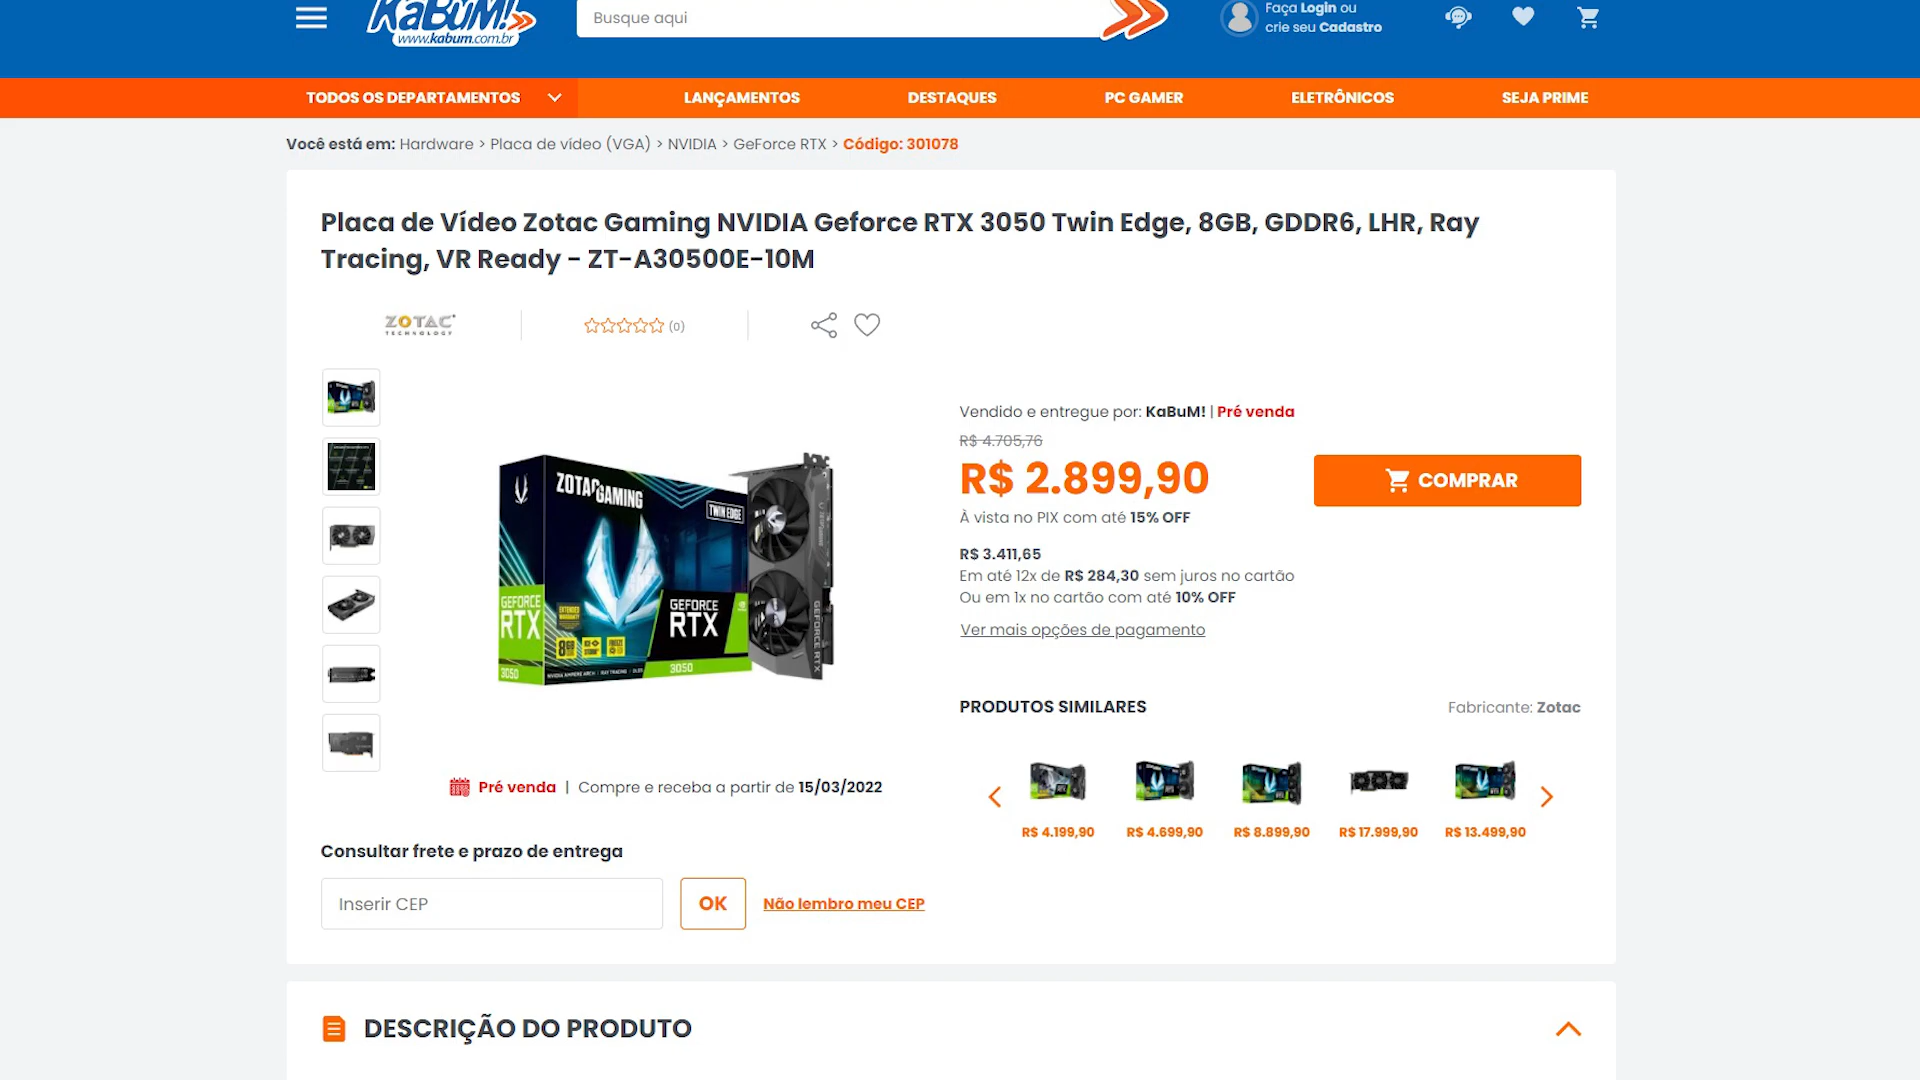 KaBuM!
www.kabum.com.br
Busque aqui
Faça Login ou
crie seu Cadastro
TODOS OS DEPARTAMENTOS
LANÇAMENTOS
DESTAQUES
PC GAMER
ELETRÔNICOS
SEJA PRIME
Você está em: Hardware > Placa de vídeo (VGA) > NVIDIA > GeForce RTX > Código: 301078
Placa de Vídeo Zotac Gaming NVIDIA Geforce RTX 3050 Twin Edge, 8GB, GDDR6, LHR, Ray
Tracing, VR Ready - ZT-A30500E-10M
ZOTAC
TECHNOLOGY
(0)
ZOTAC GAMING
TWIN EDGE
GEFORCE
RTX
3050
EXTENDED
WARRANTY
8GB
GEFORCE
RTX
3050
GEFORCE RTX
Vendido e entregue por: KaBuM! | Pré venda
R$ 4.705,76
R$ 2.899,90
COMPRAR
À vista no PIX com até 15% OFF
R$ 3.411,65
Em até 12x de R$ 284,30 sem juros no cartão
Ou em 1x no cartão com até 10% OFF
Ver mais opções de pagamento
PRODUTOS SIMILARES
Fabricante: Zotac
R$ 4.199,90
R$ 4.699,90
R$ 8.899,90
R$ 17.999,90
R$ 13.499,90
Pré venda | Compre e receba a partir de 15/03/2022
Consultar frete e prazo de entrega
Inserir CEP
OK
Não lembro meu CEP
DESCRIÇÃO DO PRODUTO